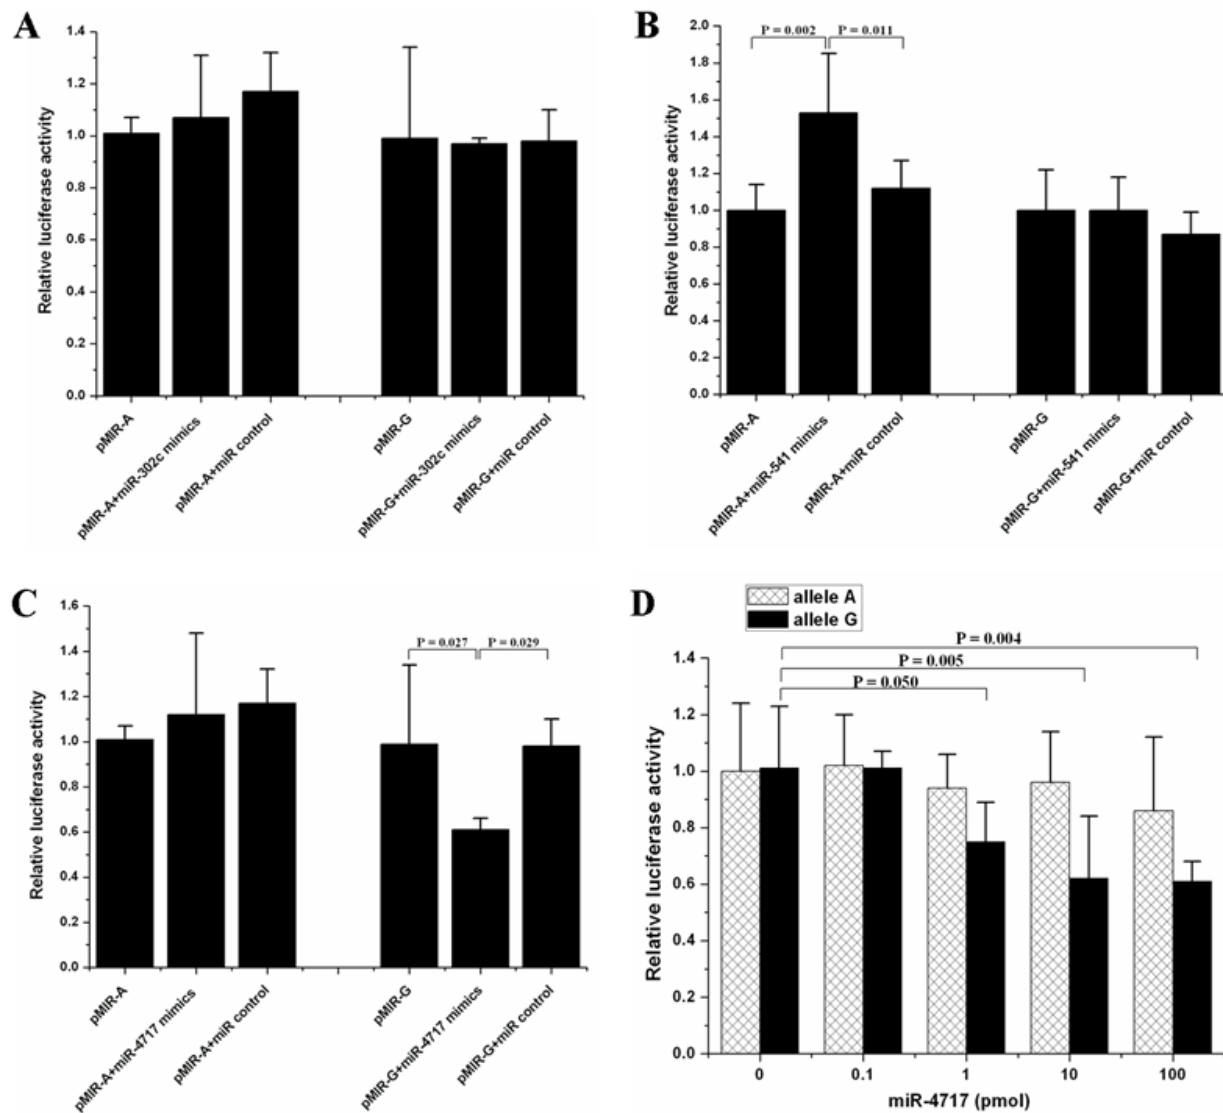 A
Relative luciferase activity
1.4
1.2
1.0
0.8
0.6
0.4
0.2
0.0
pMIR-A
pMIR-A+miR-302c mimics
pMIR-A+miR control
pMIR-G
pMIR-G+miR-302c mimics
pMIR-G+miR control
B
Relative luciferase activity
P = 0.002
P = 0.011
2.0
1.8
1.6
1.4
1.2
1.0
0.8
0.6
0.4
0.2
0.0
pMIR-A
pMIR-A+miR-541 mimics
pMIR-A+miR control
pMIR-G
pMIR-G+miR-541 mimics
pMIR-G+miR control
C
Relative luciferase activity
1.6
1.4
1.2
1.0
0.8
0.6
0.4
0.2
0.0
P = 0.027
P = 0.029
pMIR-A
pMIR-A+miR-4717 mimics
pMIR-A+miR control
pMIR-G
pMIR-G+miR-4717 mimics
pMIR-G+miR control
D
allele A
allele G
P = 0.004
P = 0.005
P = 0.050
Relative luciferase activity
1.4
1.2
1.0
0.8
0.6
0.4
0.2
0.0
0 0.1 1 10 100
miR-4717 (pmol)